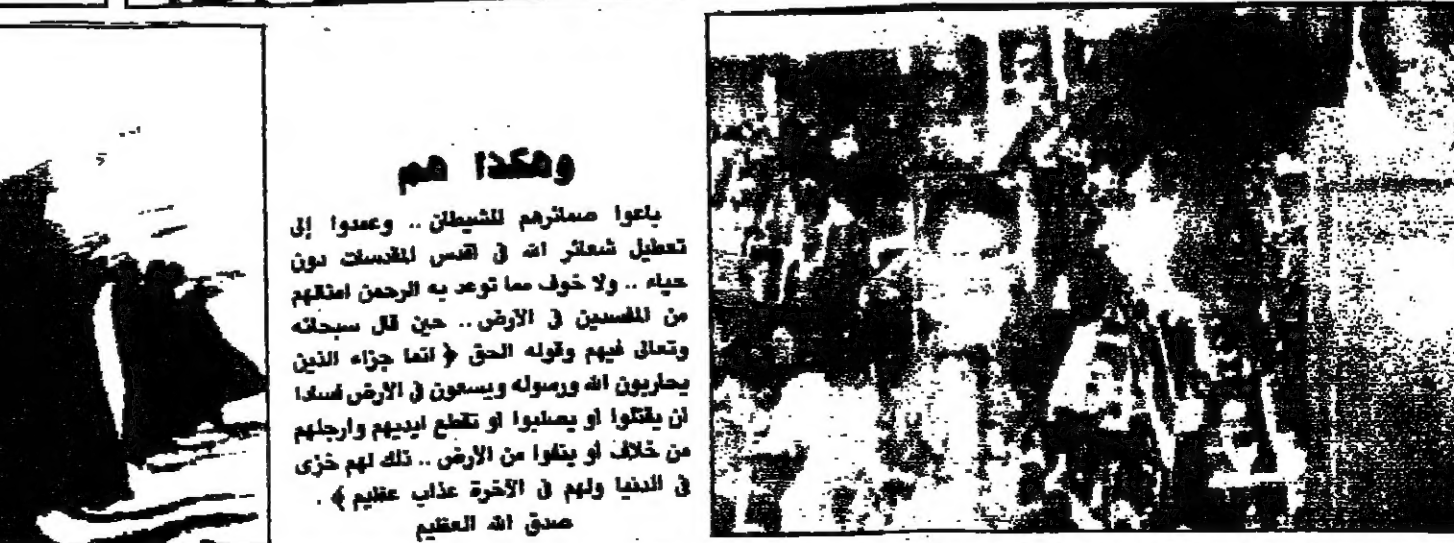 وهكذا هم
باعوا ضمائرهم للشيطان .. وعمدوا إلى
تعطيل شعائر الله في اقدس المقدسات دون
حياء .. ولا خوف مما توعد به الرحمن امثالهم
من المفسدين في الأرض .. حين قال سبحانه
وتعالى فيهم وقوله الحق ﴿ انما جزاء الذين
يحاربون الله ورسوله ويسعون في الارض فسادا
ان يقتلوا او يصلبوا او تقطع ايديهم وارجلهم
من خلاف أو ينفوا من الأرض .. ذلك لهم خزى
في الدنيا ولهم في الآخرة عذاب عظيم ﴾ .
صدق الله العظيم